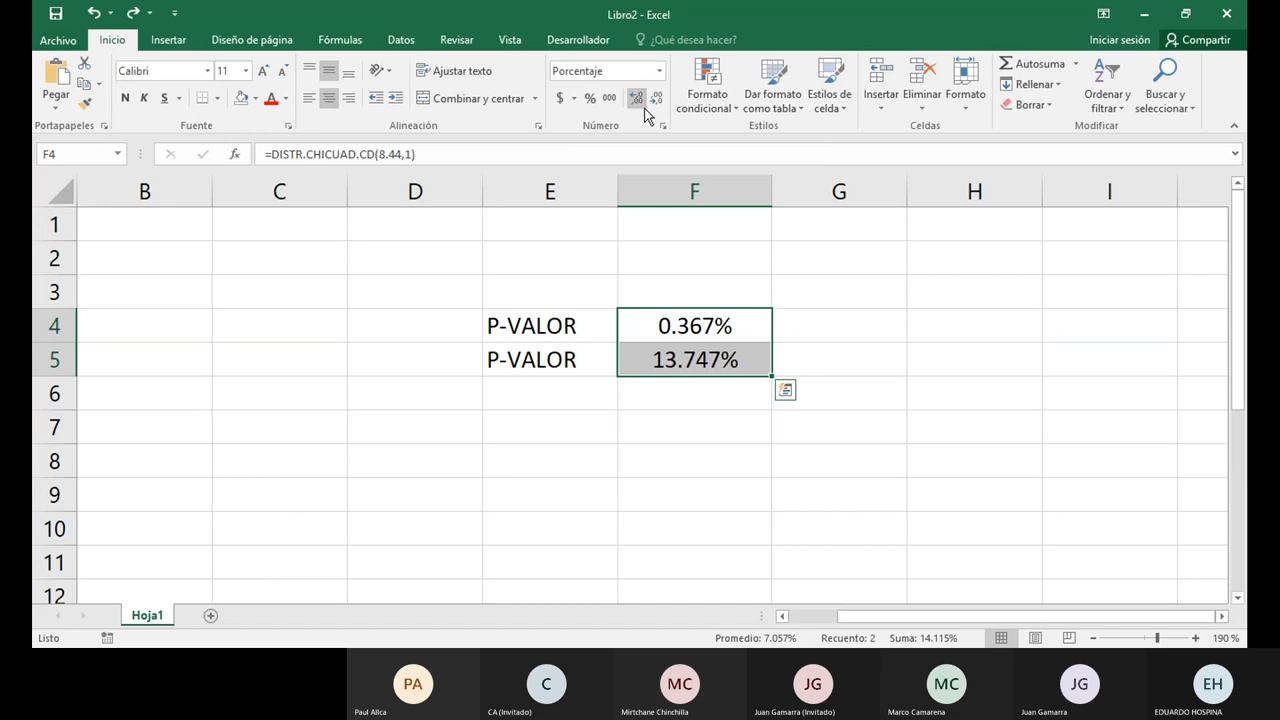 Libro2 - Excel
Archivo Inicio Insertar Diseño de página Fórmulas Datos Revisar Vista Desarrollador ¿Qué desea hacer? Iniciar sesión Compartir
Pegar
Calibri 11
N K S
Ajustar texto
Combinar y centrar
Porcentaje
$ % 000
Formato condicional
Dar formato como tabla
Estilos de celda
Insertar Eliminar Formato
Autosuma
Rellenar
Borrar
Ordenar y filtrar
Buscar y seleccionar
Portapapeles Fuente Alineación Número Estilos Celdas Modificar
F4 fx =DISTR.CHICUAD.CD(8.44,1)
B C D E F G H I
1
2
3
4 P-VALOR 0.367%
5 P-VALOR 13.747%
6
7
8
9
10
11
12
Hoja1
Listo Promedio: 7.057% Recuento: 2 Suma: 14.115% 190 %
PA C MC JG MC JG EH
Paul Allca CA (Invitado) Mirtchane Chinchilla Juan Gamarra (Invitado) Marco Camarena Juan Gamarra EDUARDO HOSPINA